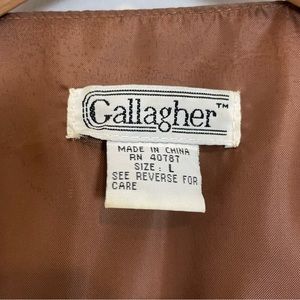 Gallagher™
MADE IN CHINA
RN 40787
SIZE : L
SEE REVERSE FOR
CARE